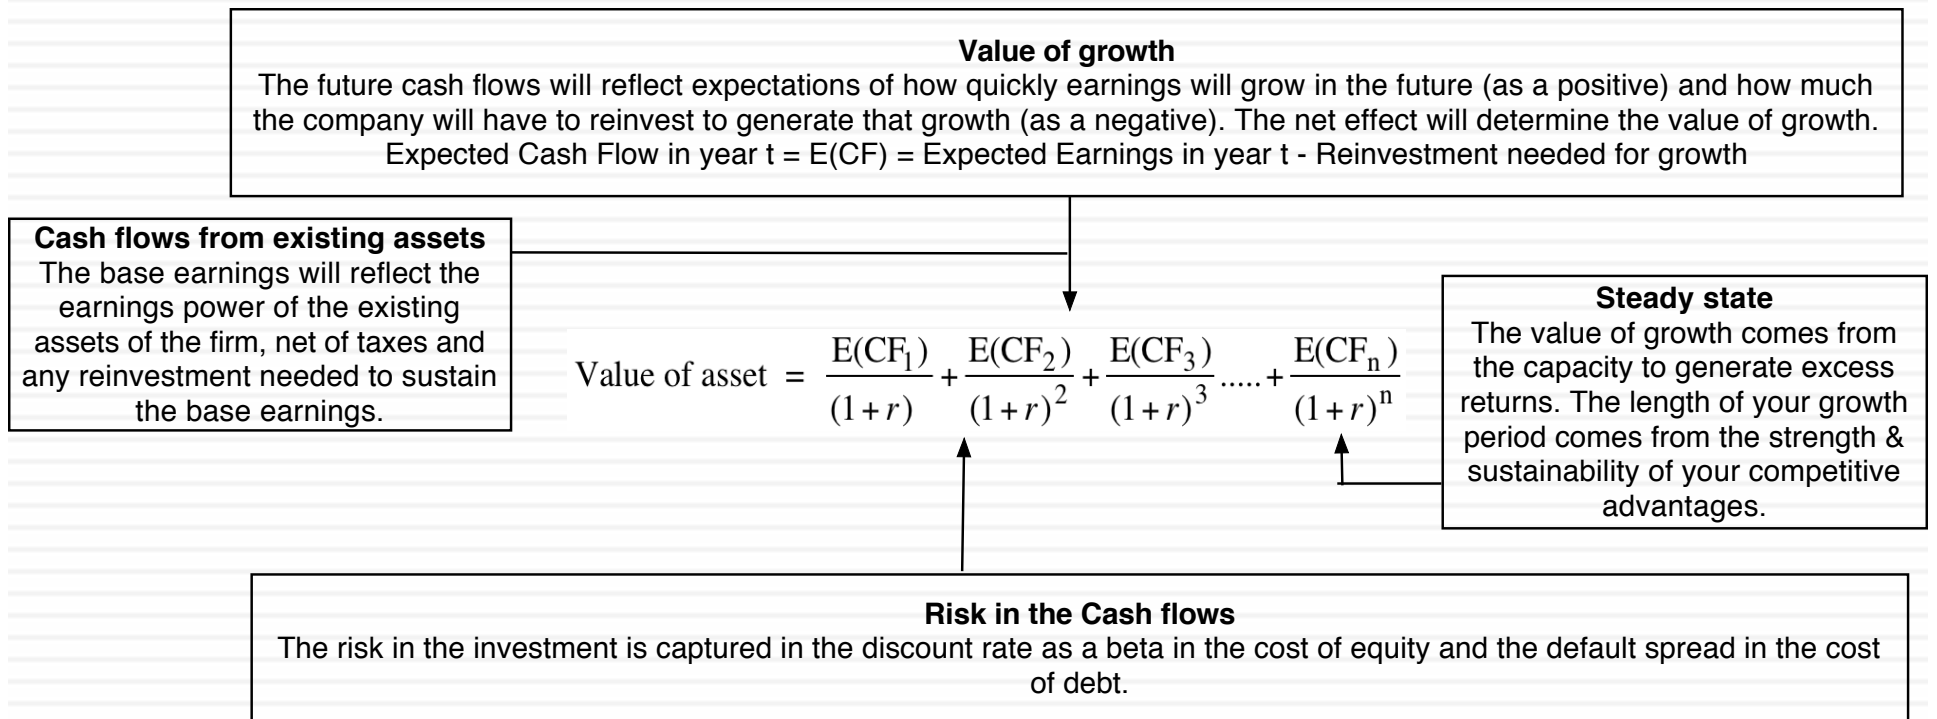 Value of growth
The future cash flows will reflect expectations of how quickly earnings will grow in the future (as a positive) and how much
the company will have to reinvest to generate that growth (as a negative). The net effect will determine the value of growth.
Expected Cash Flow in year t = E(CF) = Expected Earnings in year t - Reinvestment needed for growth
Cash flows from existing assets
The base earnings will reflect the
earnings power of the existing
assets of the firm, net of taxes and
any reinvestment needed to sustain
the base earnings.
Value of asset = E(CF₁)/(1+r) + E(CF₂)/(1+r)² + E(CF₃)/(1+r)³ ..... + E(CFₙ)/(1+r)ⁿ
Steady state
The value of growth comes from
the capacity to generate excess
returns. The length of your growth
period comes from the strength &
sustainability of your competitive
advantages.
Risk in the Cash flows
The risk in the investment is captured in the discount rate as a beta in the cost of equity and the default spread in the cost
of debt.